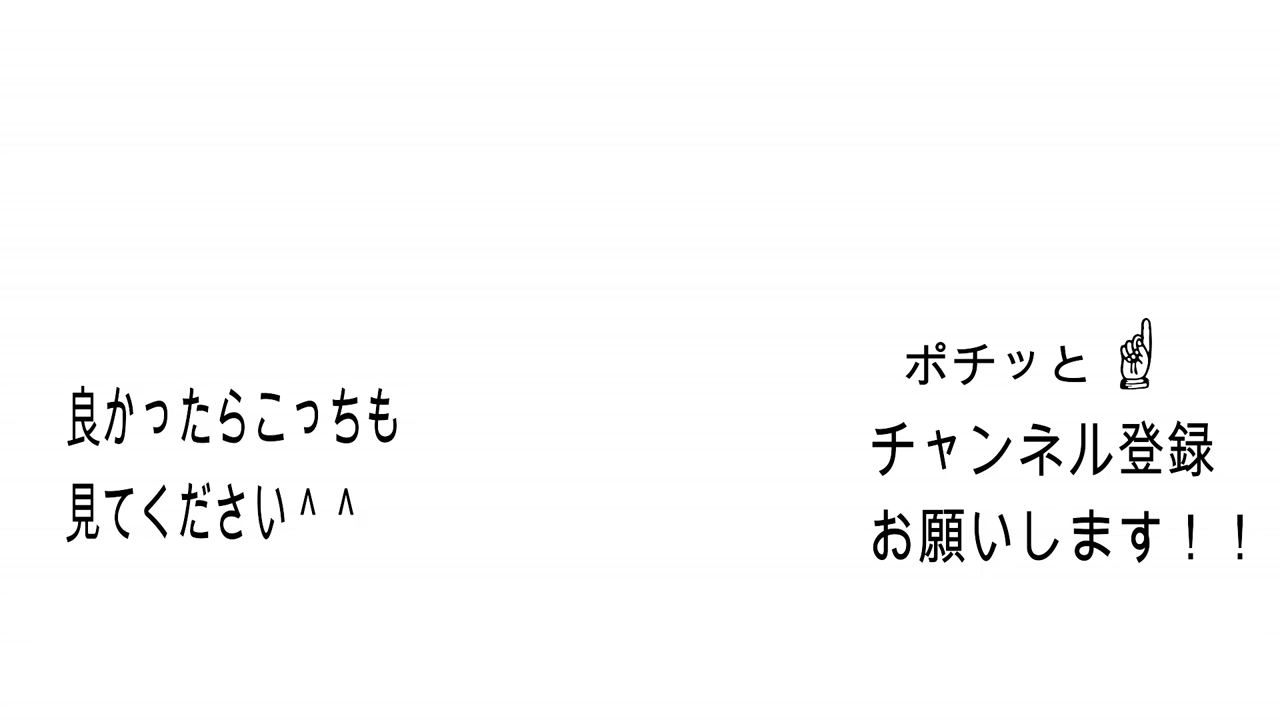 良かったらこっちも
見てください^ ^
ポチッと☝
チャンネル登録
お願いします！！